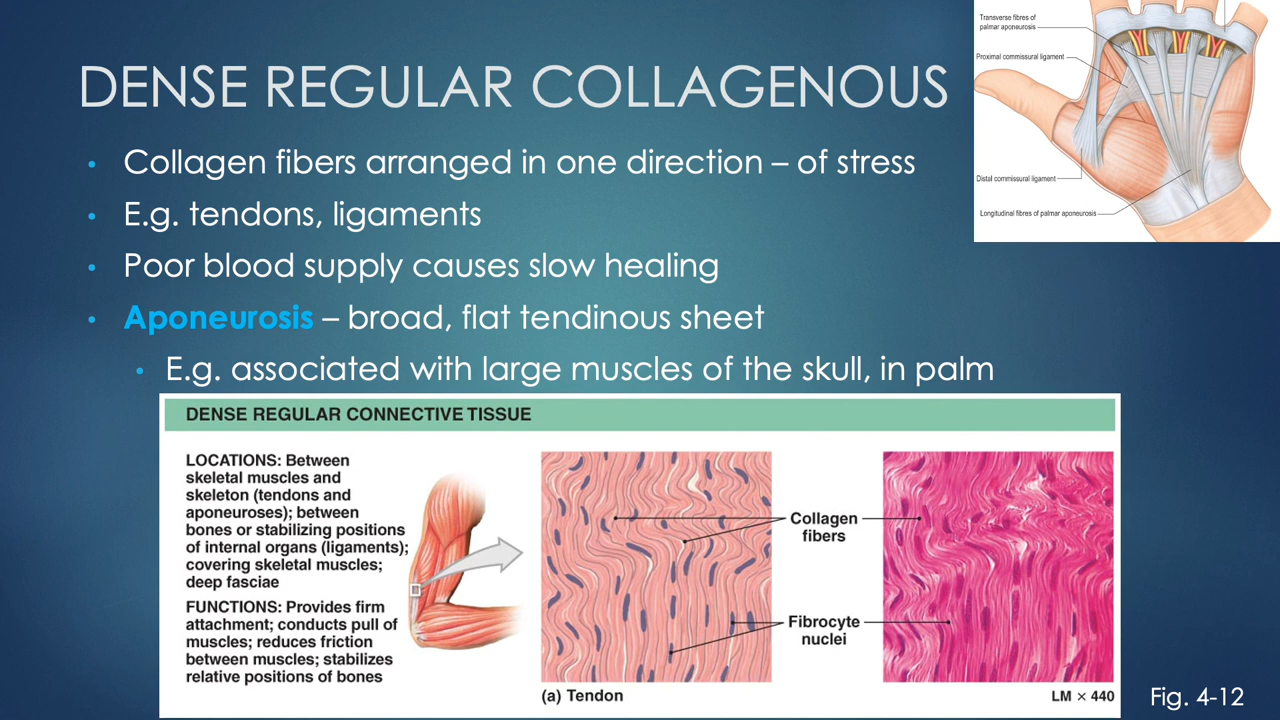 DENSE REGULAR COLLAGENOUS
• Collagen fibers arranged in one direction – of stress
• E.g. tendons, ligaments
• Poor blood supply causes slow healing
• Aponeurosis – broad, flat tendinous sheet
• E.g. associated with large muscles of the skull, in palm
Transverse fibres of
palmar aponeurosis
Proximal commissural ligament
Distal commissural ligament
Longitudinal fibres of palmar aponeurosis
DENSE REGULAR CONNECTIVE TISSUE
LOCATIONS: Between
skeletal muscles and
skeleton (tendons and
aponeuroses); between
bones or stabilizing positions
of internal organs (ligaments);
covering skeletal muscles;
deep fasciae
FUNCTIONS: Provides firm
attachment; conducts pull of
muscles; reduces friction
between muscles; stabilizes
relative positions of bones
Collagen
fibers
Fibrocyte
nuclei
(a) Tendon
LM × 440
Fig. 4-12